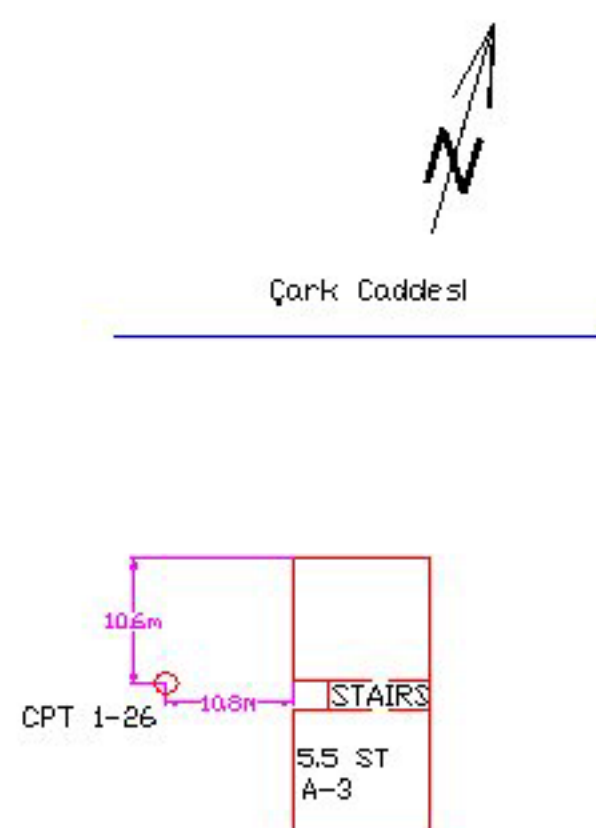 N
Çark Caddesi
10.6m
10.8m
CPT 1-26
STAIRS
5.5 ST
A-3